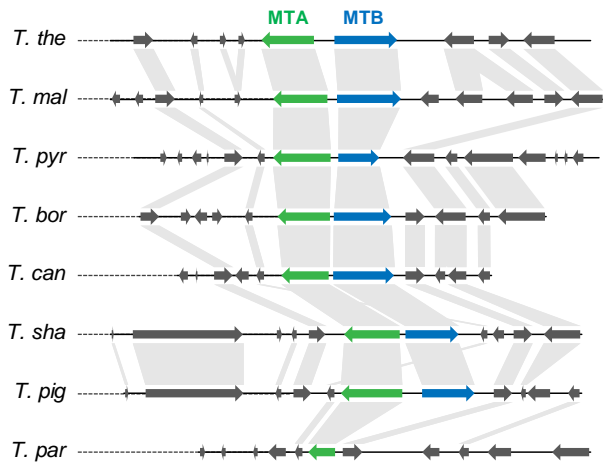 MTA MTB
T. the
T. mal
T. pyr
T. bor
T. can
T. sha
T. pig
T. par